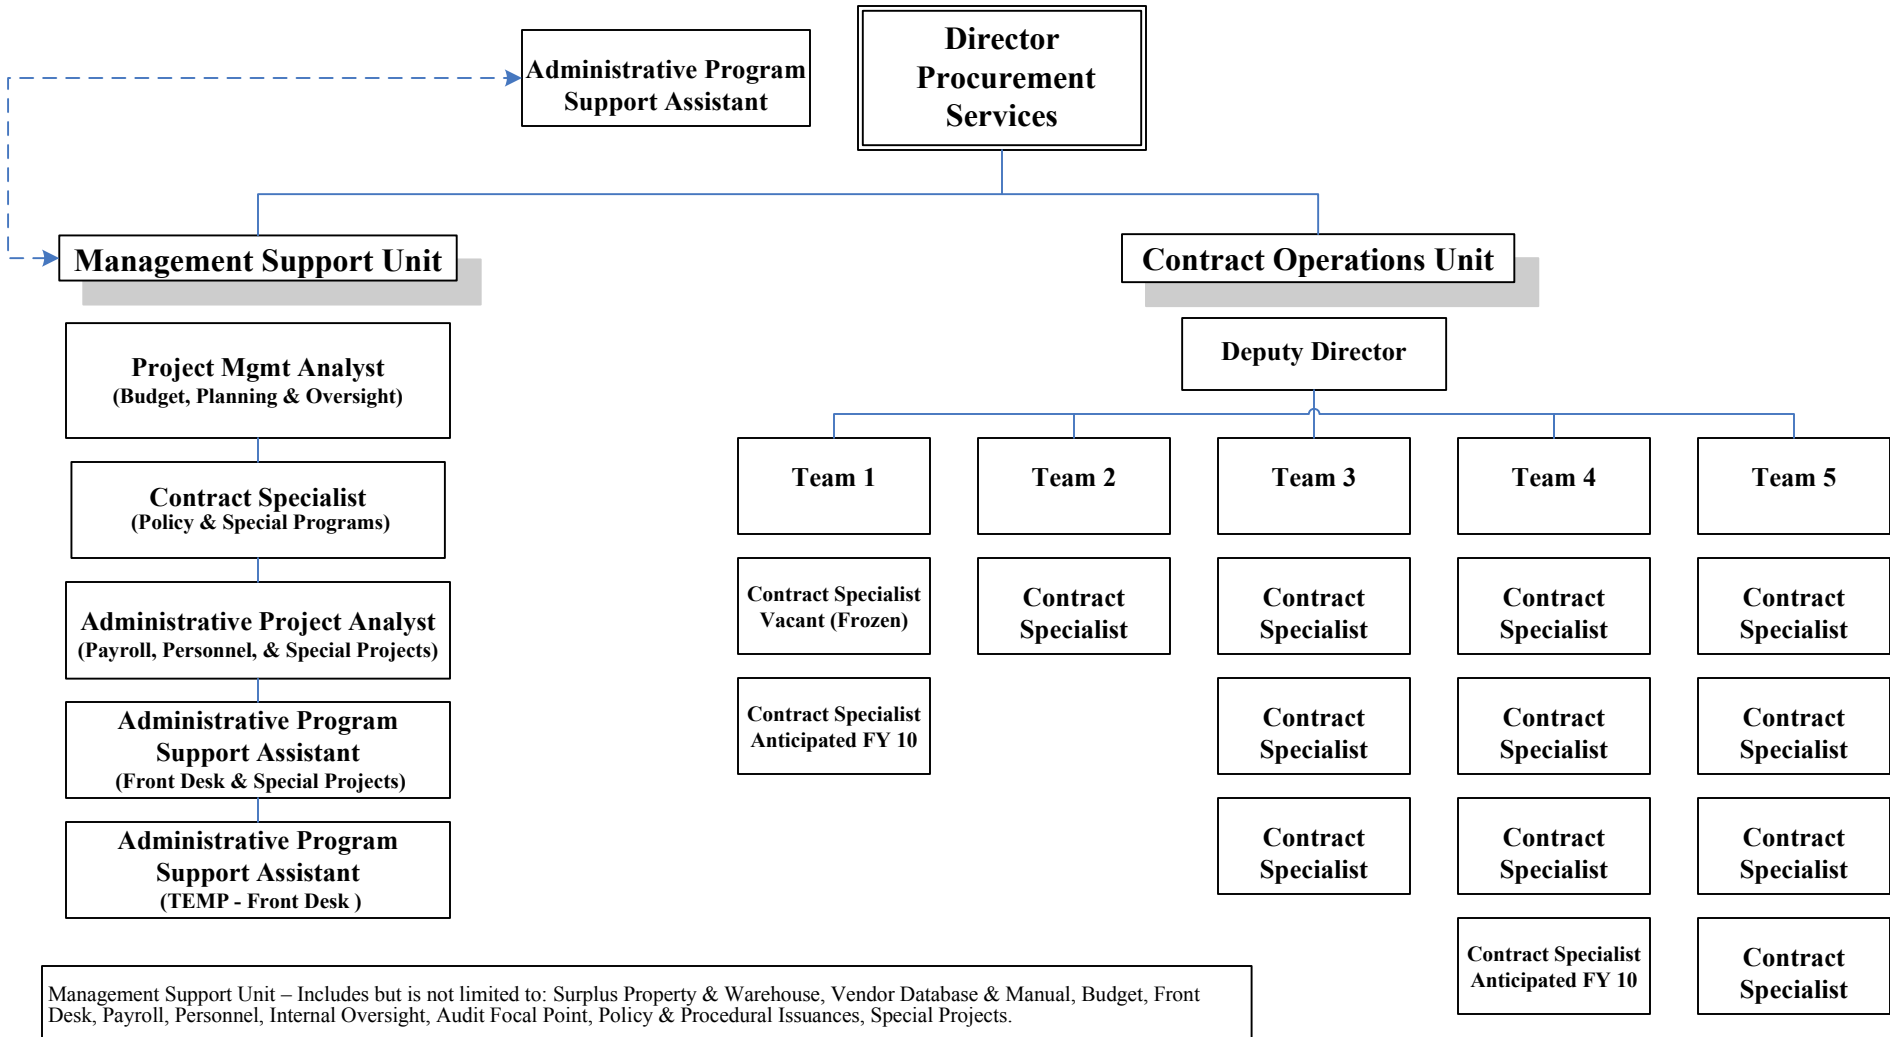 Administrative Program
Support Assistant
Director
Procurement
Services
Management Support Unit
Contract Operations Unit
Project Mgmt Analyst
(Budget, Planning & Oversight)
Contract Specialist
(Policy & Special Programs)
Administrative Project Analyst
(Payroll, Personnel, & Special Projects)
Administrative Program
Support Assistant
(Front Desk & Special Projects)
Administrative Program
Support Assistant
(TEMP - Front Desk )
Deputy Director
Team 1
Contract Specialist
Vacant (Frozen)
Contract Specialist
Anticipated FY 10
Team 2
Contract
Specialist
Team 3
Contract
Specialist
Contract
Specialist
Contract
Specialist
Team 4
Contract
Specialist
Contract
Specialist
Contract
Specialist
Contract Specialist
Anticipated FY 10
Team 5
Contract
Specialist
Contract
Specialist
Contract
Specialist
Contract
Specialist
Management Support Unit – Includes but is not limited to: Surplus Property & Warehouse, Vendor Database & Manual, Budget, Front
Desk, Payroll, Personnel, Internal Oversight, Audit Focal Point, Policy & Procedural Issuances, Special Projects.